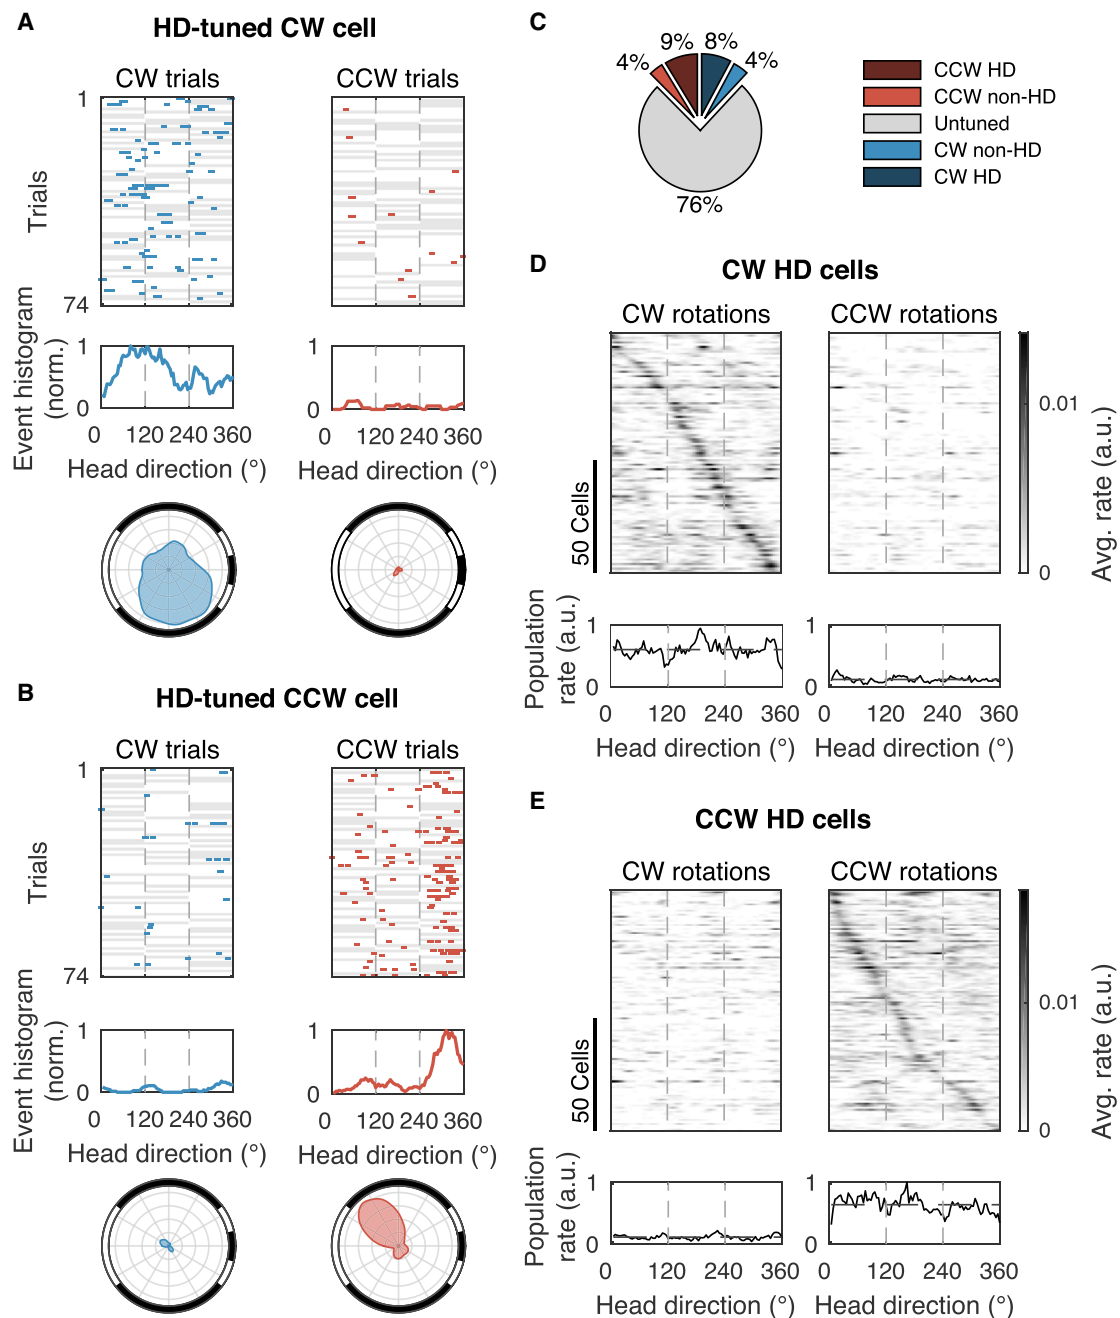 A
HD-tuned CW cell
CW trials
CCW trials
1
Trials
74
Event histogram
(norm.)
1
0
1
0
0 120 240 360
0 120 240 360
Head direction (°)
Head direction (°)
B
HD-tuned CCW cell
CW trials
CCW trials
1
Trials
74
Event histogram
(norm.)
1
0
1
0
0 120 240 360
0 120 240 360
Head direction (°)
Head direction (°)
C
4%
9%
8%
4%
76%
CCW HD
CCW non-HD
Untuned
CW non-HD
CW HD
D
CW HD cells
CW rotations
CCW rotations
50 Cells
0.01
0
Avg. rate (a.u.)
Population
rate (a.u.)
1
0
1
0
0 120 240 360
0 120 240 360
Head direction (°)
Head direction (°)
E
CCW HD cells
CW rotations
CCW rotations
50 Cells
0.01
0
Avg. rate (a.u.)
Population
rate (a.u.)
1
0
1
0
0 120 240 360
0 120 240 360
Head direction (°)
Head direction (°)